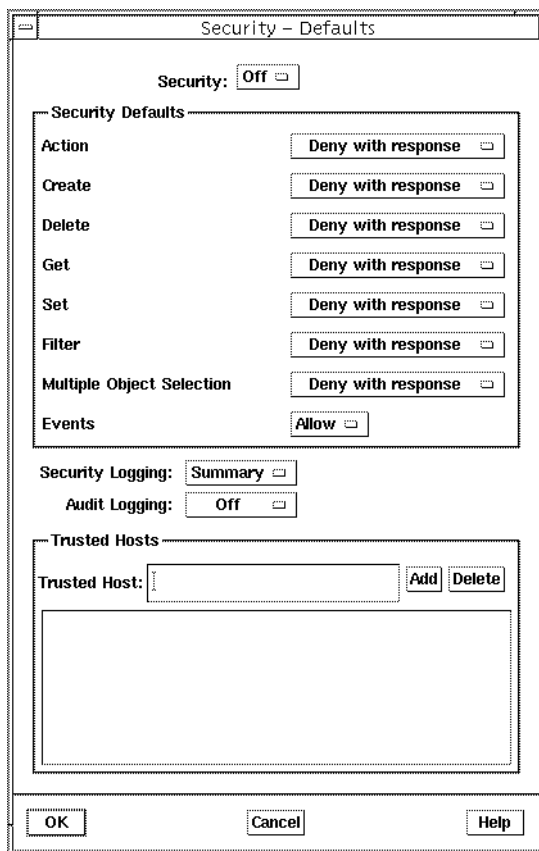 Security – Defaults
Security: Off
Security Defaults
Action Deny with response
Create Deny with response
Delete Deny with response
Get Deny with response
Set Deny with response
Filter Deny with response
Multiple Object Selection Deny with response
Events Allow
Security Logging: Summary
Audit Logging: Off
Trusted Hosts
Trusted Host: Add Delete
OK Cancel Help